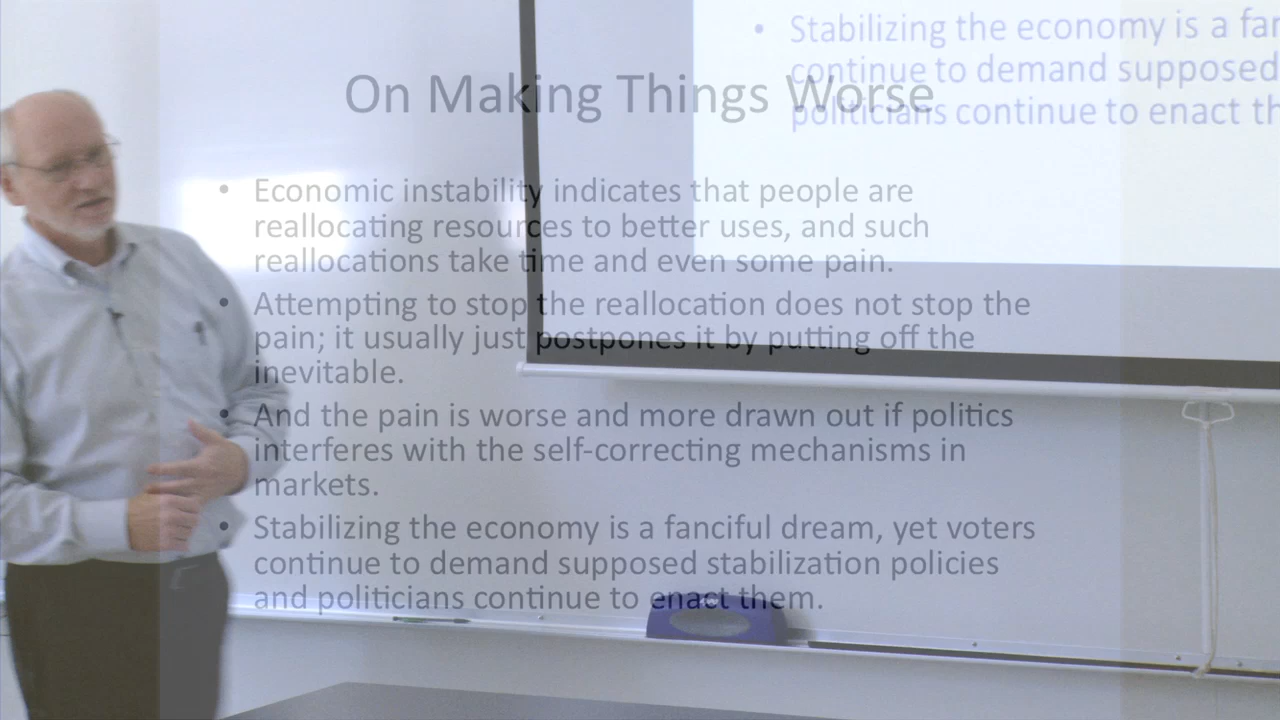 On Making Things Worse
• Economic instability indicates that people are
reallocating resources to better uses, and such
reallocations take time and even some pain.
• Attempting to stop the reallocation does not stop the
pain; it usually just postpones it by putting off the
inevitable.
• And the pain is worse and more drawn out if politics
interferes with the self-correcting mechanisms in
markets.
• Stabilizing the economy is a fanciful dream, yet voters
continue to demand supposed stabilization policies
and politicians continue to enact them.
• Stabilizing the economy is a
continue to demand supposed
politicians continue to enact